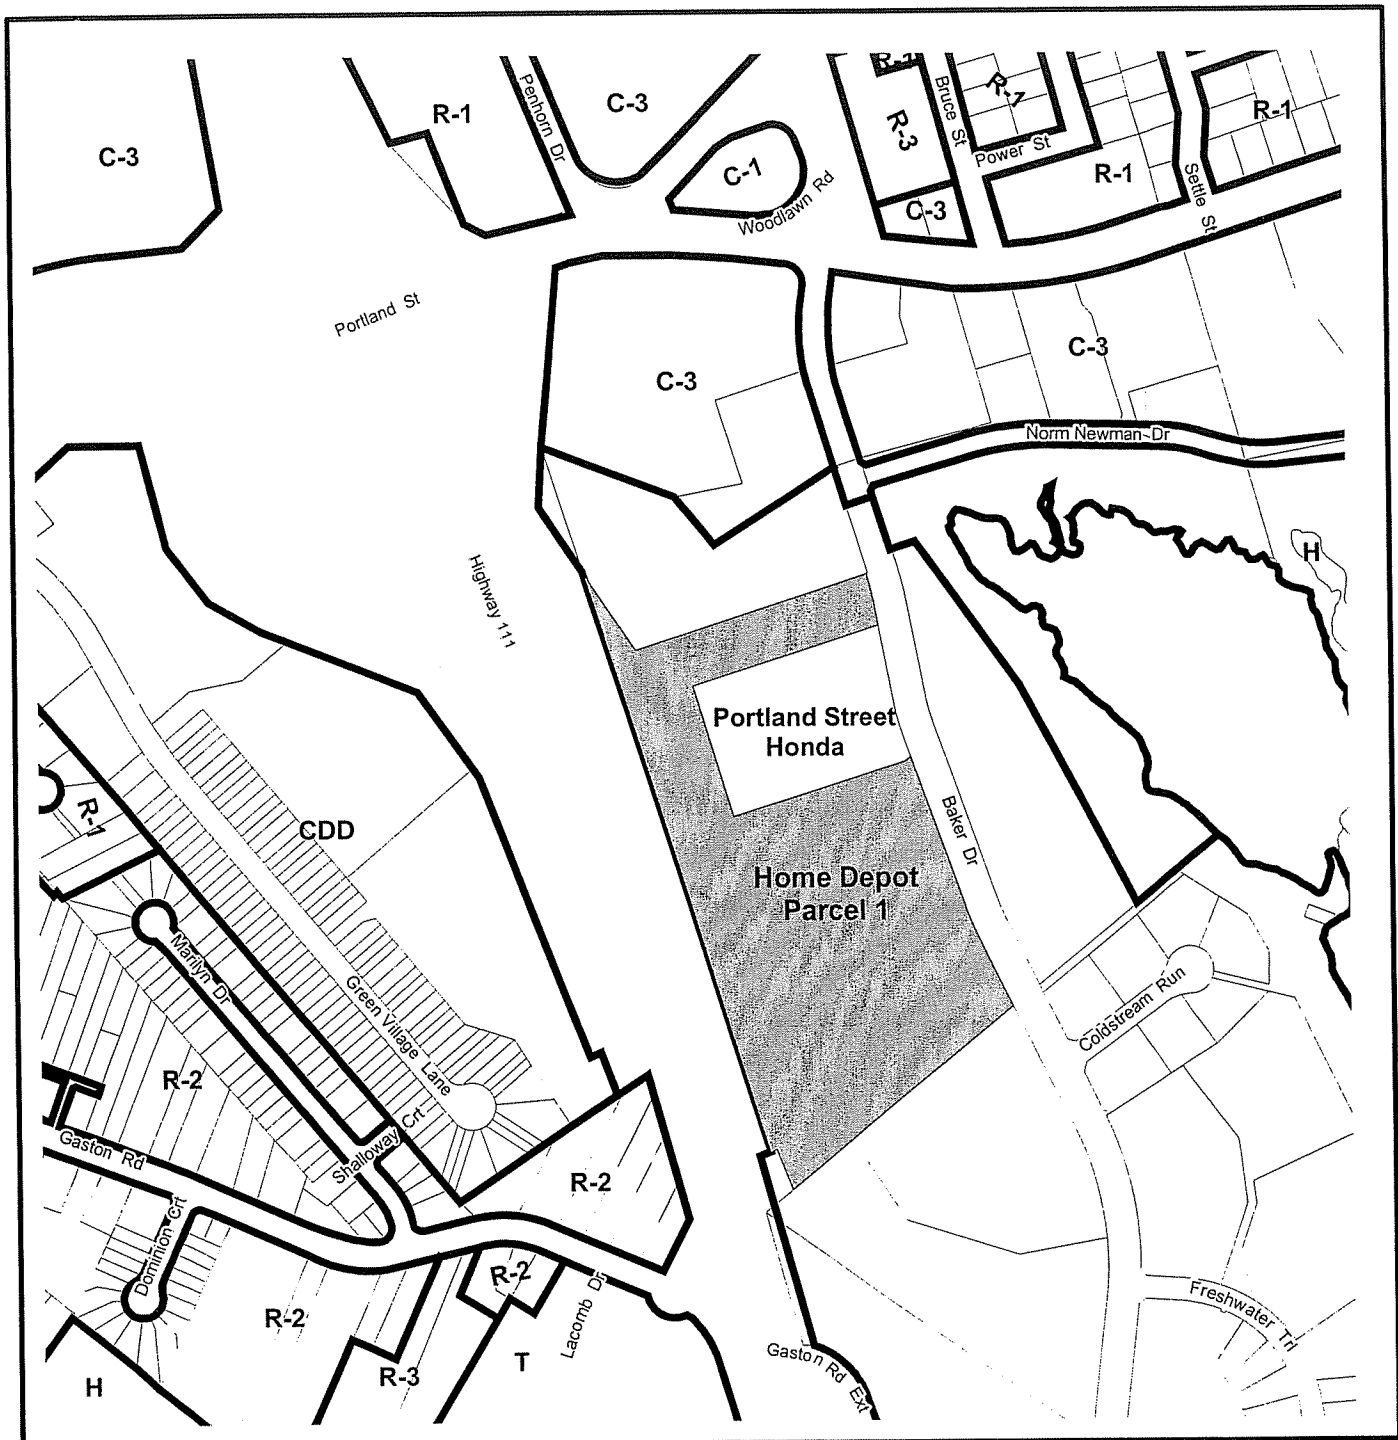 R-1
R-1
R-1
C-3
R-1
Penhorn Dr
Bruce St
R-3
C-3
C-1
Power St
R-1
Settle St
Woodlawn Rd
C-3
Portland St
C-3
C-3
Norm Newman Dr
H
Highway 111
Portland Street
Honda
R-1
CDD
Baker Dr
Home Depot
Parcel 1
Marilyn Dr
Green Village Lane
Coldstream Run
R-2
Shalloway Crt
Gaston Rd
R-2
Dominion Crt
R-2
R-2
Lacomb Dr
Freshwater Trl
R-3
T
Gaston Rd Ext
H